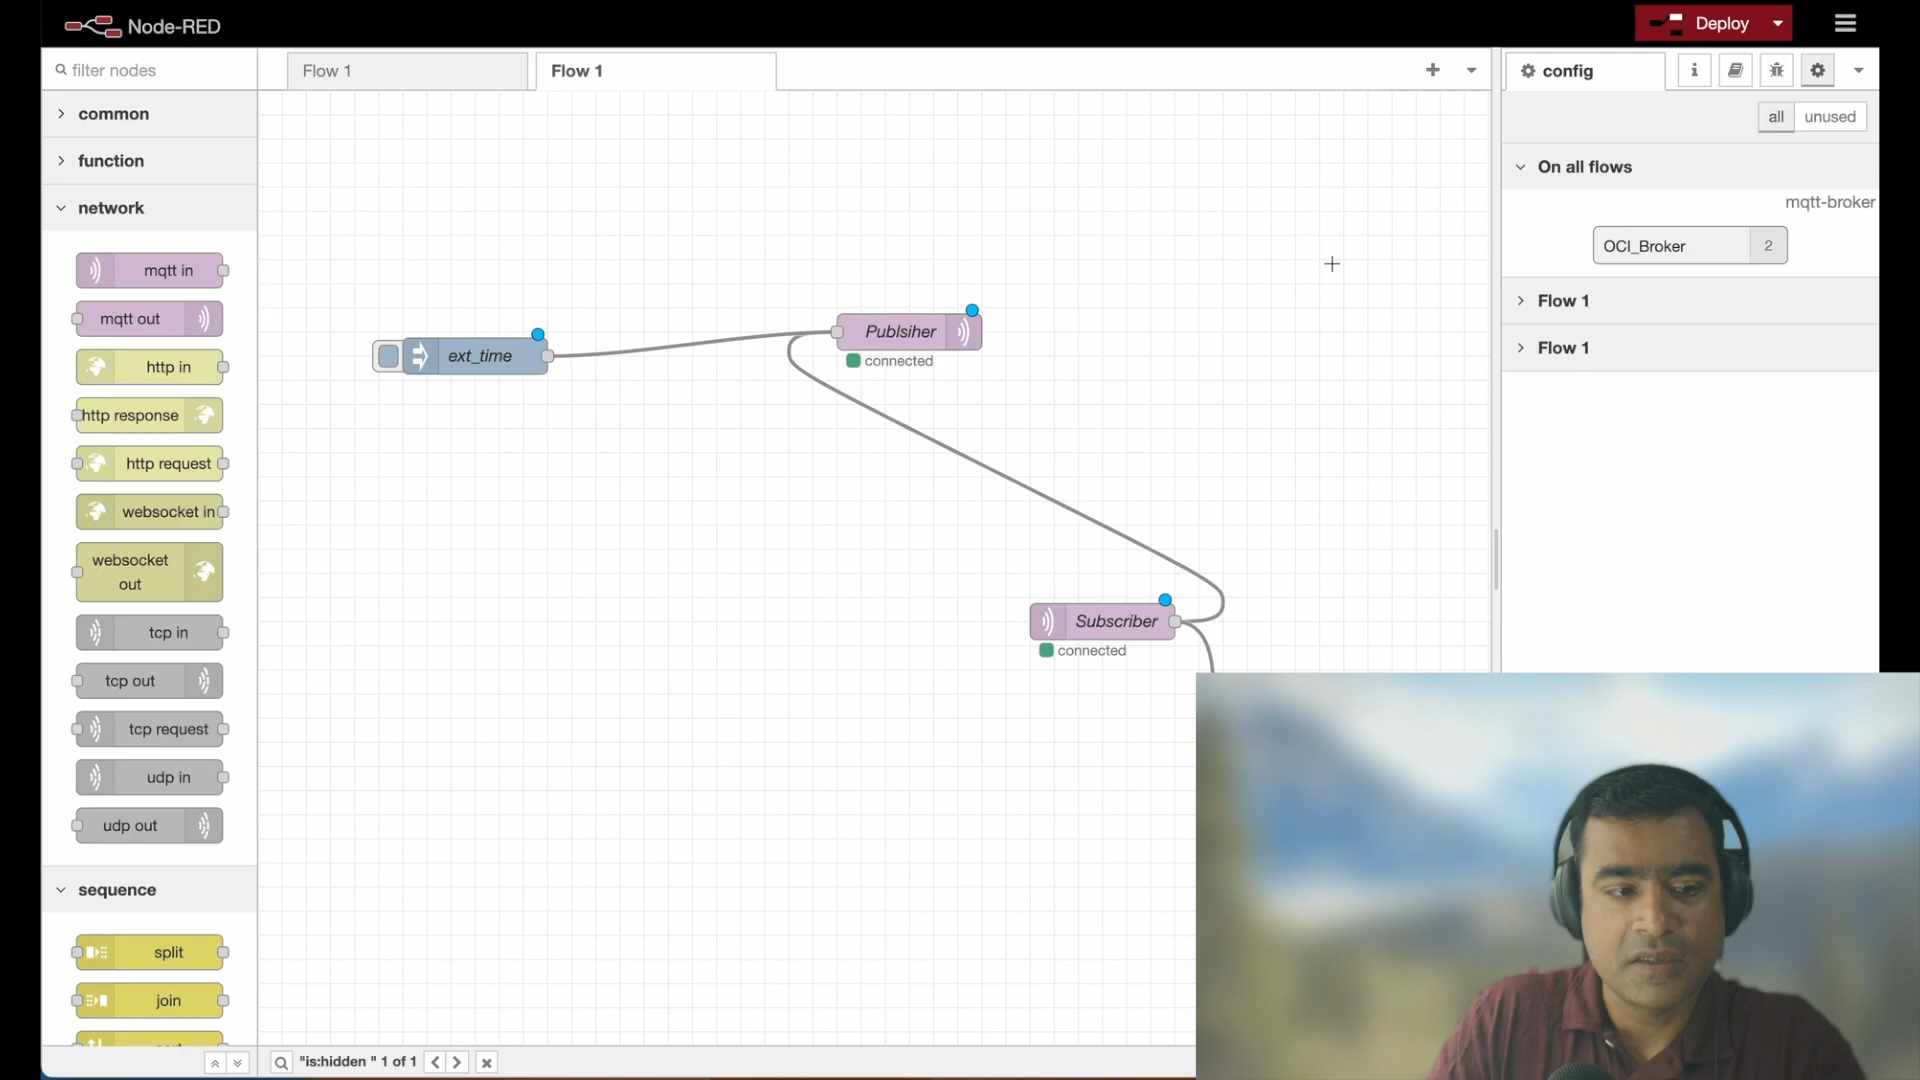 Node-RED
Deploy
filter nodes
Flow 1
Flow 1
config
common
all
unused
function
On all flows
network
mqtt-broker
OCI_Broker
2
mqtt in
mqtt out
http in
http response
http request
websocket in
websocket
out
tcp in
tcp out
tcp request
udp in
udp out
sequence
split
join
Flow 1
Flow 1
ext_time
Publsiher
connected
Subscriber
connected
"is:hidden " 1 of 1